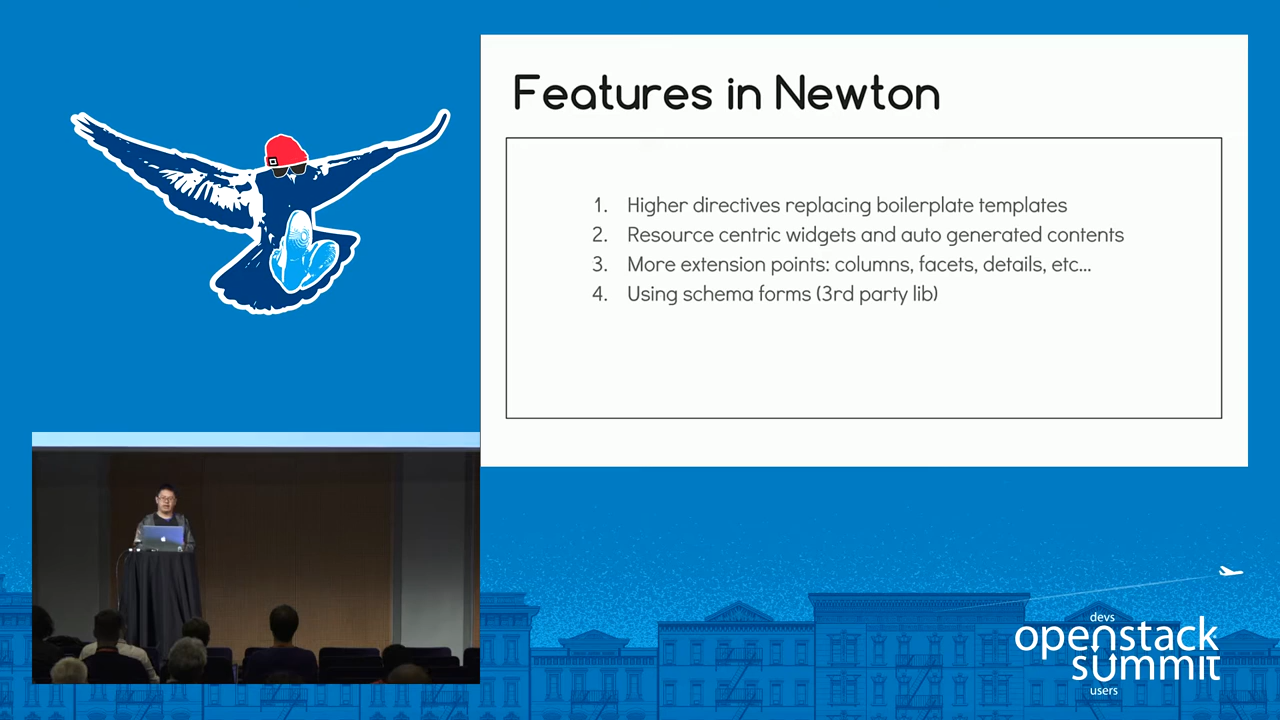 Features in Newton
1. Higher directives replacing boilerplate templates
2. Resource centric widgets and auto generated contents
3. More extension points: columns, facets, details, etc...
4. Using schema forms (3rd party lib)
devs
openstack
summit
users